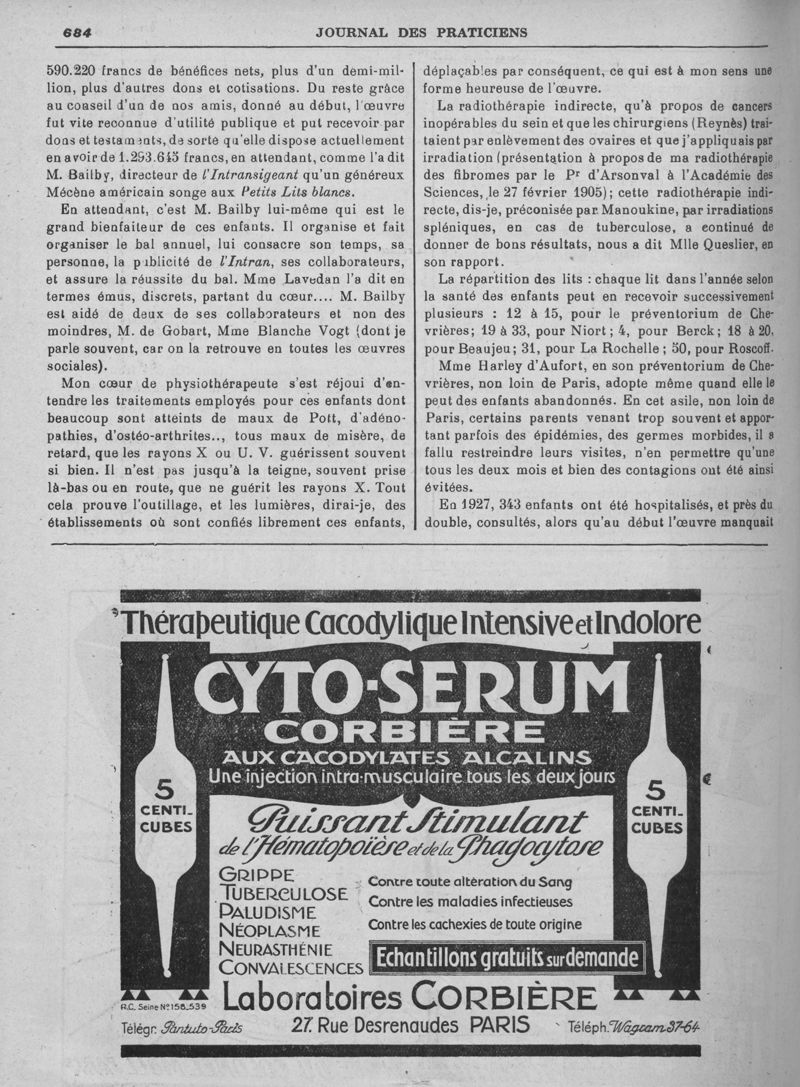 684
JOURNAL DES PRATICIENS
590.220 francs de bénéfices nets, plus d'un demi-mil-
lion, plus d'autres dons et cotisations. Du reste grâce
au coaseil d'un de nos amis, donné au début, l'œuvre
fut vite reconnue d'utilité publique et put recevoir par
dons et testaments, de sorte qu'elle dispose actuellement
en avoir de 1.293.645 francs, en attendant, comme l'a dit
M. Bailby, directeur de l'Intransigeant qu'un généreux
Mécène américain songe aux Petits Lits blancs.
En attendant, c'est M. Bailby lui-même qui est le
grand bienfaiteur de ces enfants. Il organise et fait
organiser le bal annuel, lui consacre son temps, sa
personne, la publicité de l'Intran, ses collaborateurs,
et assure la réussite du bal. Mme Lavedan l'a dit en
termes émus, discrets, partant du cœur.... M. Bailby
est aidé de deux de ses collaborateurs et non des
moindres, M. de Gobart, Mme Blanche Vogt (dont je
parle souvent, car on la retrouve en toutes les œuvres
sociales).
Mon cœur de physiothérapeute s'est réjoui d'en-
tendre les traitements employés pour ces enfants dont
beaucoup sont atteints de maux de Pott, d'adéno-
pathies, d'ostéo-arthrites.., tous maux de misère, de
retard, que les rayons X ou U. V. guérissent souvent
si bien. Il n'est pas jusqu'à la teigne, souvent prise
là-bas ou en route, que ne guérit les rayons X. Tout
cela prouve l'outillage, et les lumières, dirai-je, des
établissements où sont confiés librement ces enfants,
déplaçables par conséquent, ce qui est à mon sens une
forme heureuse de l'œuvre.
La radiothérapie indirecte, qu'à propos de cancers
inopérables du sein et que les chirurgiens (Reynès) trai-
taient par enlèvement des ovaires et que j'appliquais par
irradiation (présentation à propos de ma radiothérapie
des fibromes par le Pr d'Arsonval à l'Académie des
Sciences, le 27 février 1905) ; cette radiothérapie indi-
recte, dis-je, préconisée par Manoukine, par irradiations
spléniques, en cas de tuberculose, a continué de
donner de bons résultats, nous a dit Mlle Queslier, en
son rapport.
La répartition des lits : chaque lit dans l'année selon
la santé des enfants peut en recevoir successivement
plusieurs : 12 à 15, pour le préventorium de Che-
vrières; 19 à 33, pour Niort ; 4, pour Berck ; 18 à 20,
pour Beaujeu ; 31, pour La Rochelle ; 50, pour Roscoff.
Mme Harley d'Aufort, en son préventorium de Che-
vrières, non loin de Paris, adopte même quand elle le
peut des enfants abandonnés. En cet asile, non loin de
Paris, certains parents venant trop souvent et appor-
tant parfois des épidémies, des germes morbides, il a
fallu restreindre leurs visites, n'en permettre qu'une
tous les deux mois et bien des contagions ont été ainsi
évitées.
En 1927, 343 enfants ont été hospitalisés, et près du
double, consultés, alors qu'au début l'œuvre manquait
Thérapeutique Cacodylique Intensive et Indolore
CYTO-SERUM
CORBIÈRE
AUX CACODYLATES ALCALINS
Une injection intra-musculaire tous les deux jours
5
CENTI_
CUBES
5
CENTI_
CUBES
Puissant Stimulant
de l'Hématopoïèse et de la Phagocytose
GRIPPE
TUBERCULOSE
PALUDISME
NÉOPLASME
NEURASTHÉNIE
CONVALESCENCES
Contre toute altération du Sang
Contre les maladies infectieuses
Contre les cachexies de toute origine
Echantillons gratuits sur demande
R.C. Seine No 158_539
Laboratoires CORBIÈRE
Télégr. Pantuto-Paris
27. Rue Desrenaudes PARIS
Téléph. Wagram 37-64